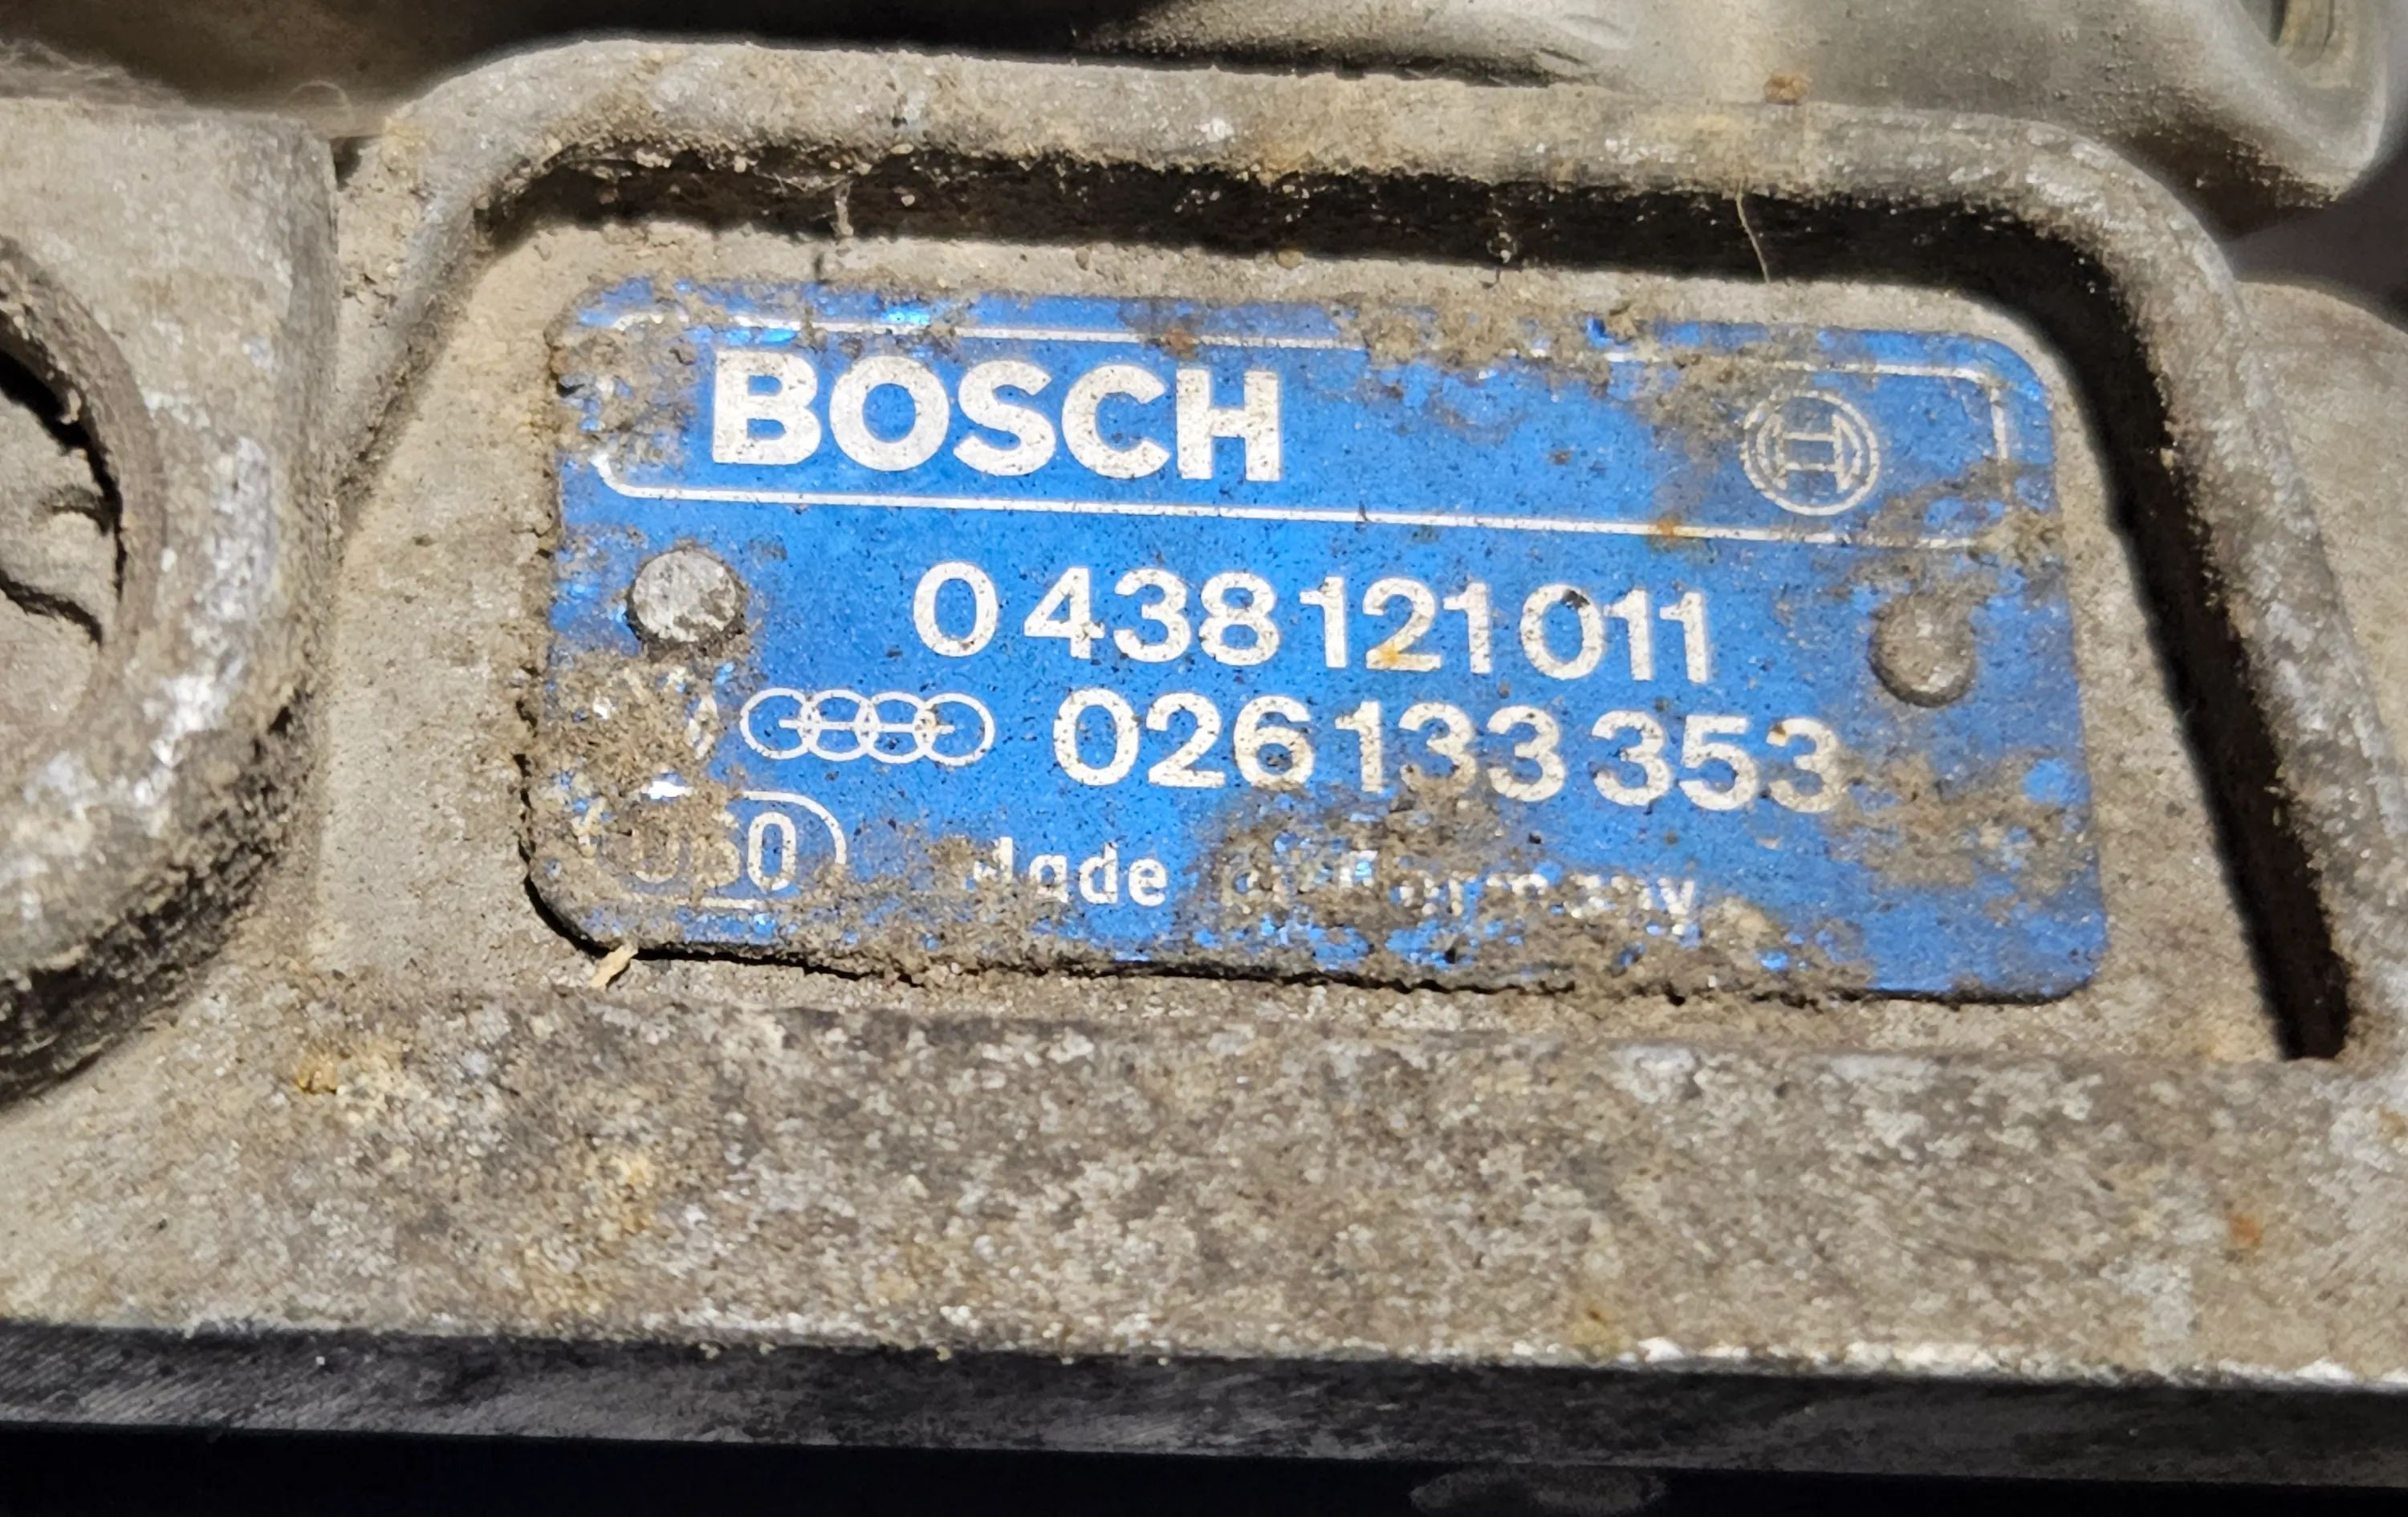 BOSCH
0 438 121 011
026 133 353
Made in Germany